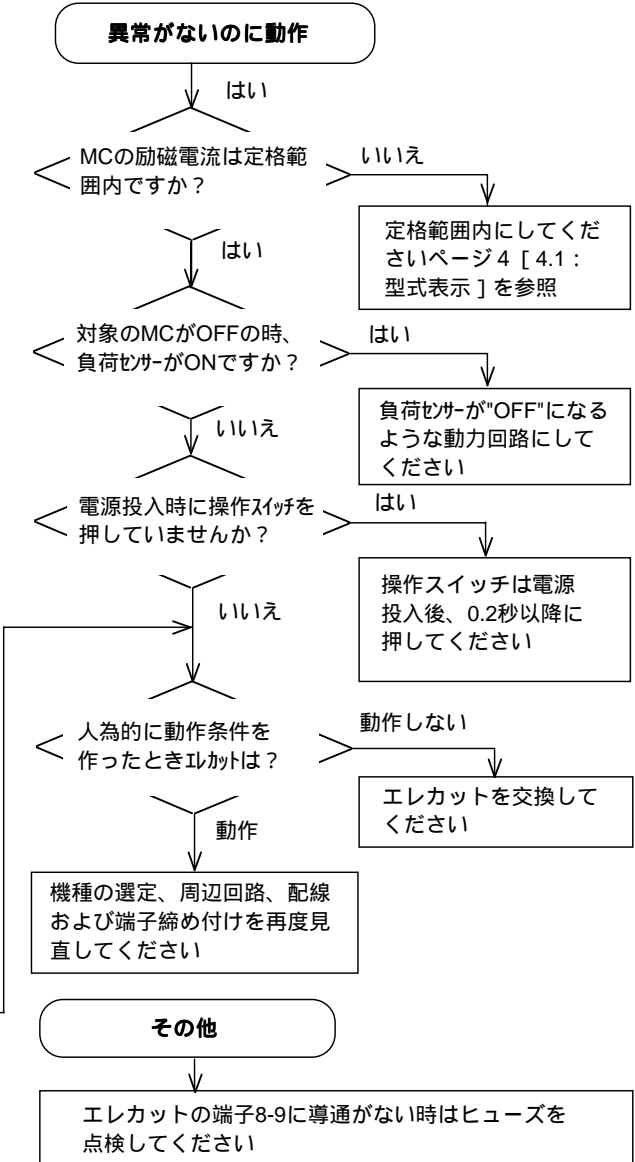 異常がないのに動作
はい
MCの励磁電流は定格範
囲内ですか？
いいえ
定格範囲内にしてくだ
さいページ４［4.1：
型式表示］を参照
はい
対象のMCがOFFの時、
負荷ｾﾝｻｰがONですか？
はい
負荷ｾﾝｻｰが"OFF"になる
ような動力回路にして
ください
いいえ
電源投入時に操作ｽｲｯﾁを
押していませんか？
はい
操作スイッチは電源
投入後、0.2秒以降に
押してください
いいえ
人為的に動作条件を
作ったときｴﾚｶｯﾄは？
動作しない
エレカットを交換して
ください
動作
機種の選定、周辺回路、配線
および端子締め付けを再度見
直してください
その他
エレカットの端子8-9に導通がない時はヒューズを
点検してください